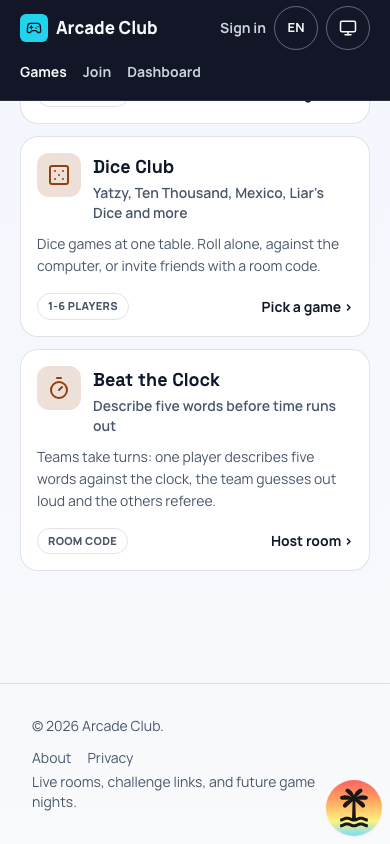 Arcade Club
Sign in
EN
Games
Join
Dashboard
Dice Club
Yatzy, Ten Thousand, Mexico, Liar's
Dice and more
Dice games at one table. Roll alone, against the
computer, or invite friends with a room code.
1-6 PLAYERS
Pick a game ›
Beat the Clock
Describe five words before time runs
out
Teams take turns: one player describes five
words against the clock, the team guesses out
loud and the others referee.
ROOM CODE
Host room ›
© 2026 Arcade Club.
About
Privacy
Live rooms, challenge links, and future game
nights.